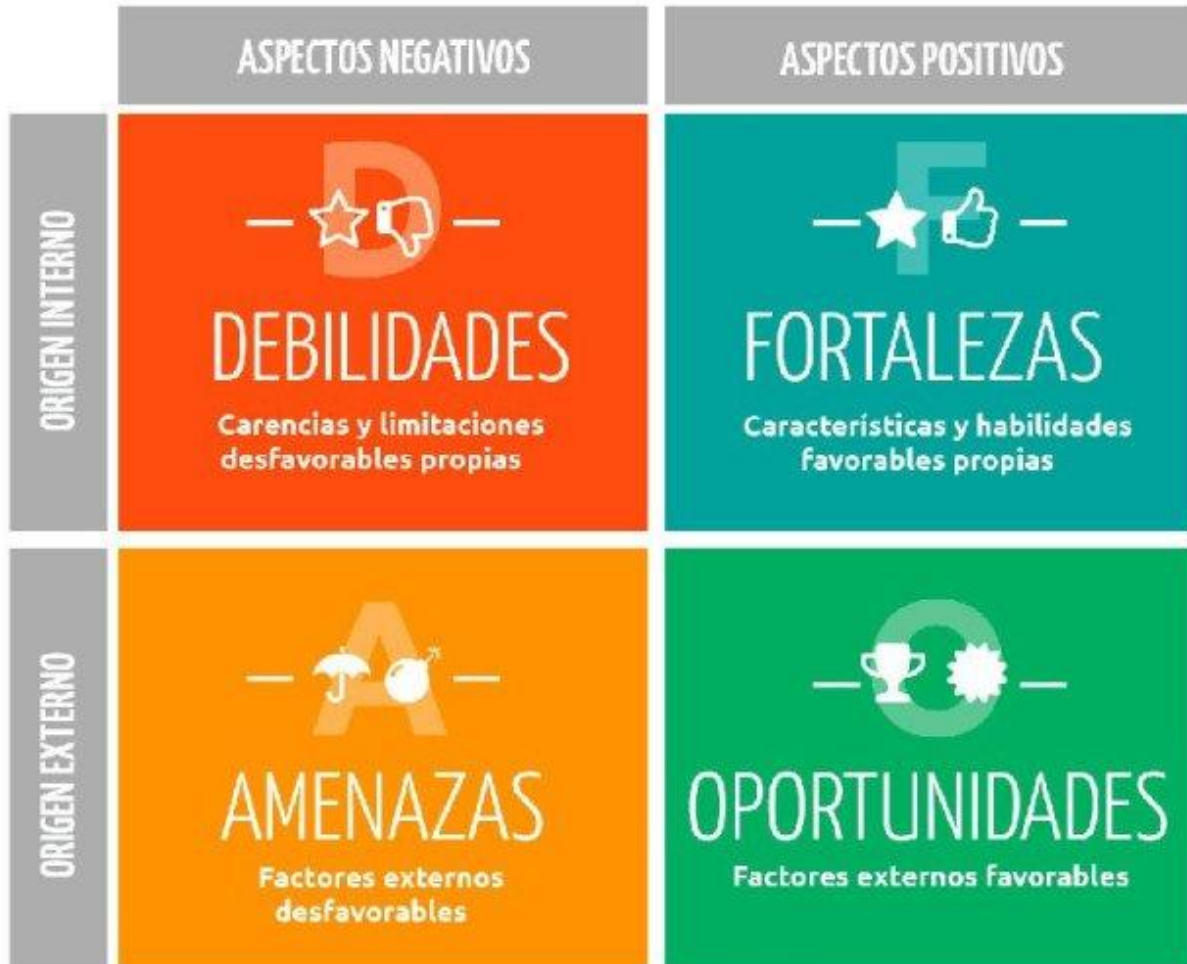 ASPECTOS NEGATIVOS
ASPECTOS POSITIVOS
ORIGEN INTERNO
D
DEBILIDADES
Carencias y limitaciones
desfavorables propias
F
FORTALEZAS
Características y habilidades
favorables propias
ORIGEN EXTERNO
A
AMENAZAS
Factores externos
desfavorables
O
OPORTUNIDADES
Factores externos favorables